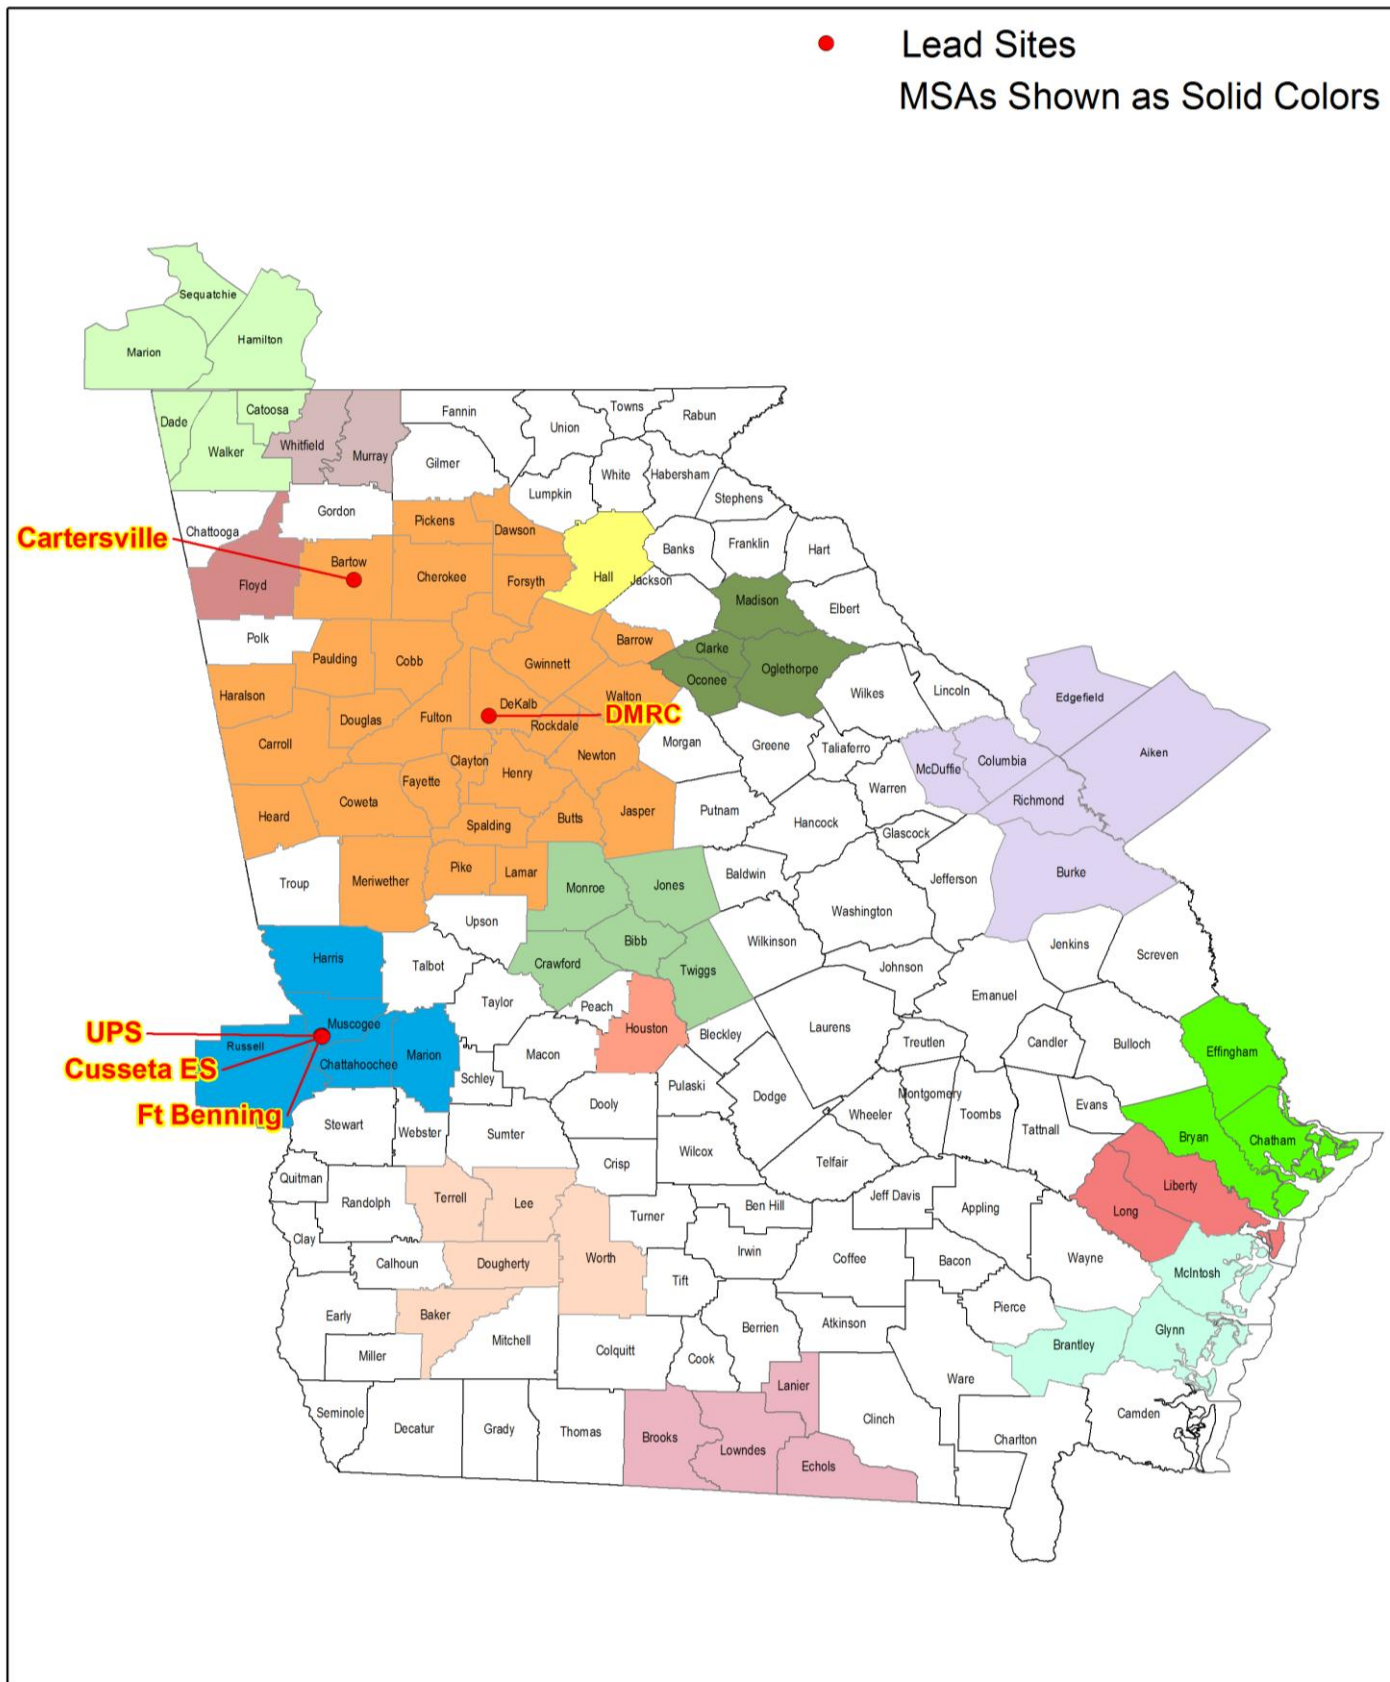 Lead Sites
MSAs Shown as Solid Colors
Sequatchie
Marion
Hamilton
Dade
Catoosa
Walker
Whitfield
Murray
Fannin
Gilmer
Union
Towns
Rabun
White
Habersham
Lumpkin
Stephens
Chattooga
Gordon
Pickens
Dawson
Cartersville
Floyd
Bartow
Cherokee
Forsyth
Hall
Banks
Franklin
Hart
Jackson
Madison
Elbert
Polk
Paulding
Cobb
Gwinnett
Barrow
Clarke
Oconee
Oglethorpe
Haralson
Douglas
Fulton
DeKalb
Rockdale
Walton
DMRC
Wilkes
Lincoln
Edgefield
Aiken
Carroll
Clayton
Fayette
Henry
Newton
Morgan
Greene
Taliaferro
McDuffie
Columbia
Warren
Richmond
Heard
Coweta
Spalding
Butts
Jasper
Putnam
Hancock
Glascock
Jefferson
Burke
Troup
Meriwether
Pike
Lamar
Monroe
Jones
Baldwin
Washington
Upson
Harris
Talbot
Crawford
Bibb
Twiggs
Wilkinson
Johnson
Jenkins
Screven
Emanuel
Taylor
Peach
Houston
Bleckley
Laurens
Treutlen
Candler
Bulloch
Effingham
UPS
Muscogee
Russell
Cusseta ES
Chattahoochee
Marion
Macon
Schley
Ft Benning
Stewart
Webster
Sumter
Dooly
Pulaski
Dodge
Wheeler
Montgomery
Toombs
Tattnall
Evans
Bryan
Chatham
Quitman
Randolph
Terrell
Lee
Crisp
Wilcox
Telfair
Jeff Davis
Appling
Long
Liberty
Clay
Calhoun
Dougherty
Worth
Turner
Ben Hill
Irwin
Coffee
Bacon
Wayne
McIntosh
Early
Baker
Mitchell
Tift
Berrien
Atkinson
Pierce
Brantley
Glynn
Miller
Colquitt
Cook
Lanier
Ware
Clinch
Camden
Seminole
Decatur
Grady
Thomas
Brooks
Lowndes
Echols
Charlton